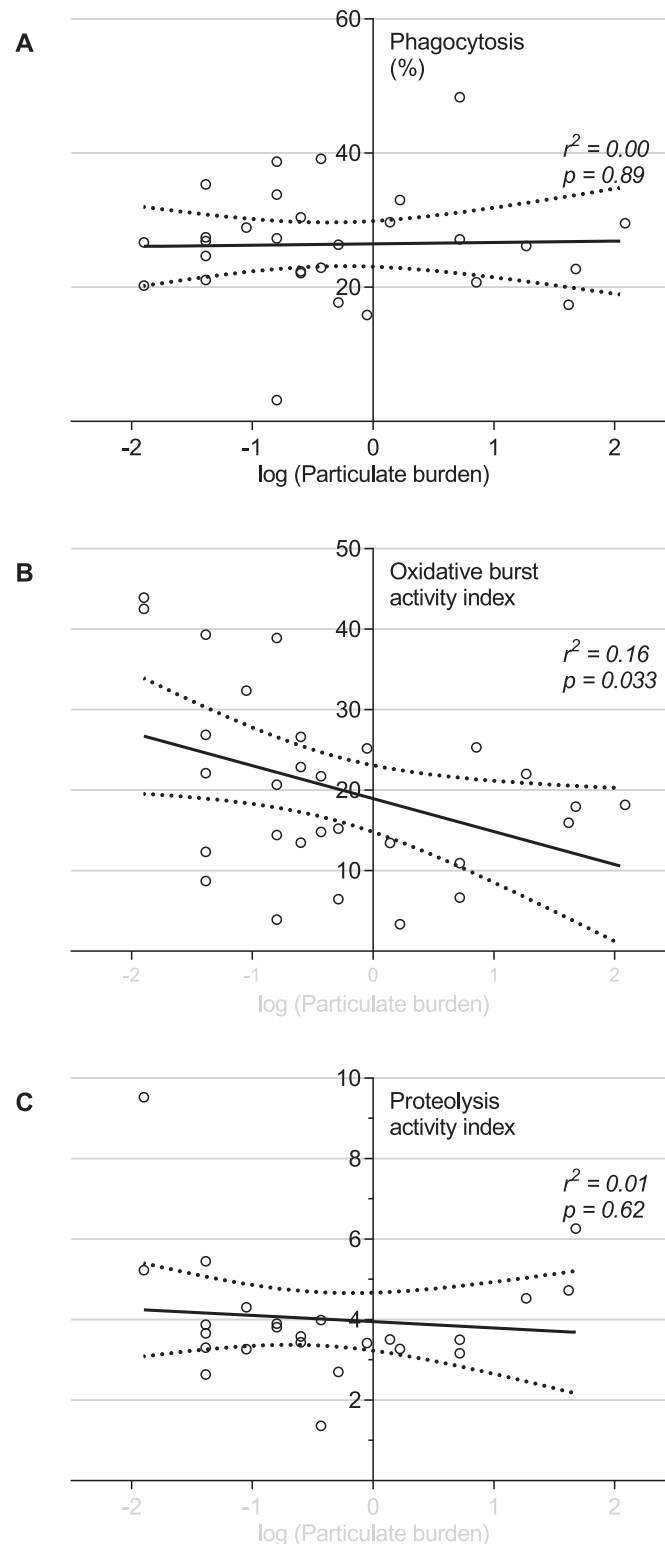 A
60
Phagocytosis
(%)
40
r² = 0.00
p = 0.89
20
-2 -1 0 1 2
log (Particulate burden)
B
50
Oxidative burst
activity index
40
r² = 0.16
p = 0.033
30
20
10
-2 -1 0 1 2
log (Particulate burden)
C
10
Proteolysis
activity index
8
r² = 0.01
p = 0.62
6
4
2
-2 -1 0 1 2
log (Particulate burden)